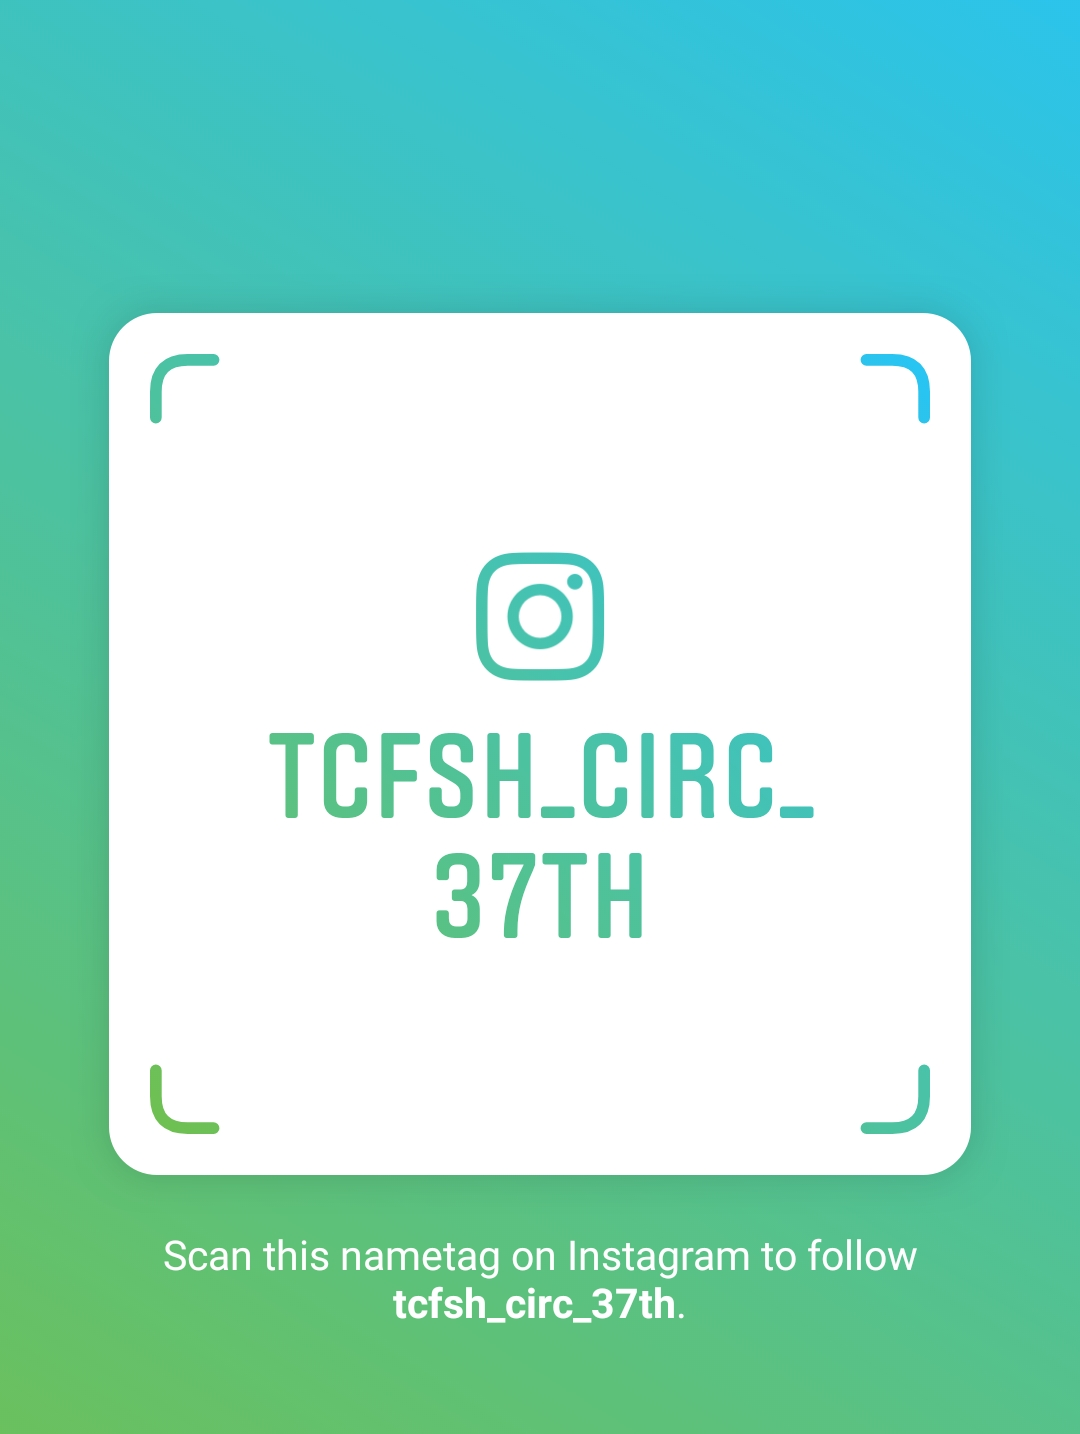 TCFSH_CIRC_
37TH
Scan this nametag on Instagram to follow
tcfsh_circ_37th.